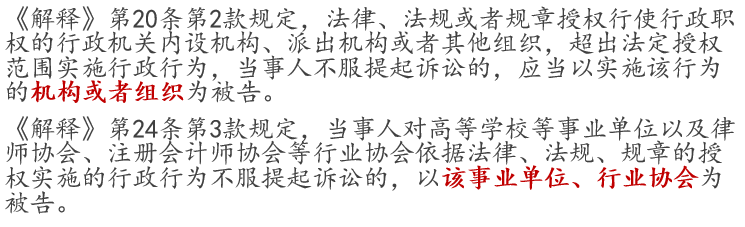 《解释》第20条第2款规定，法律、法规或者规章授权行使行政职
权的行政机关内设机构、派出机构或者其他组织，超出法定授权
范围实施行政行为，当事人不服提起诉讼的，应当以实施该行为
的机构或者组织为被告。
《解释》第24条第3款规定，当事人对高等学校等事业单位以及律
师协会、注册会计师协会等行业协会依据法律、法规、规章的授
权实施的行政行为不服提起诉讼的，以该事业单位、行业协会为
被告。